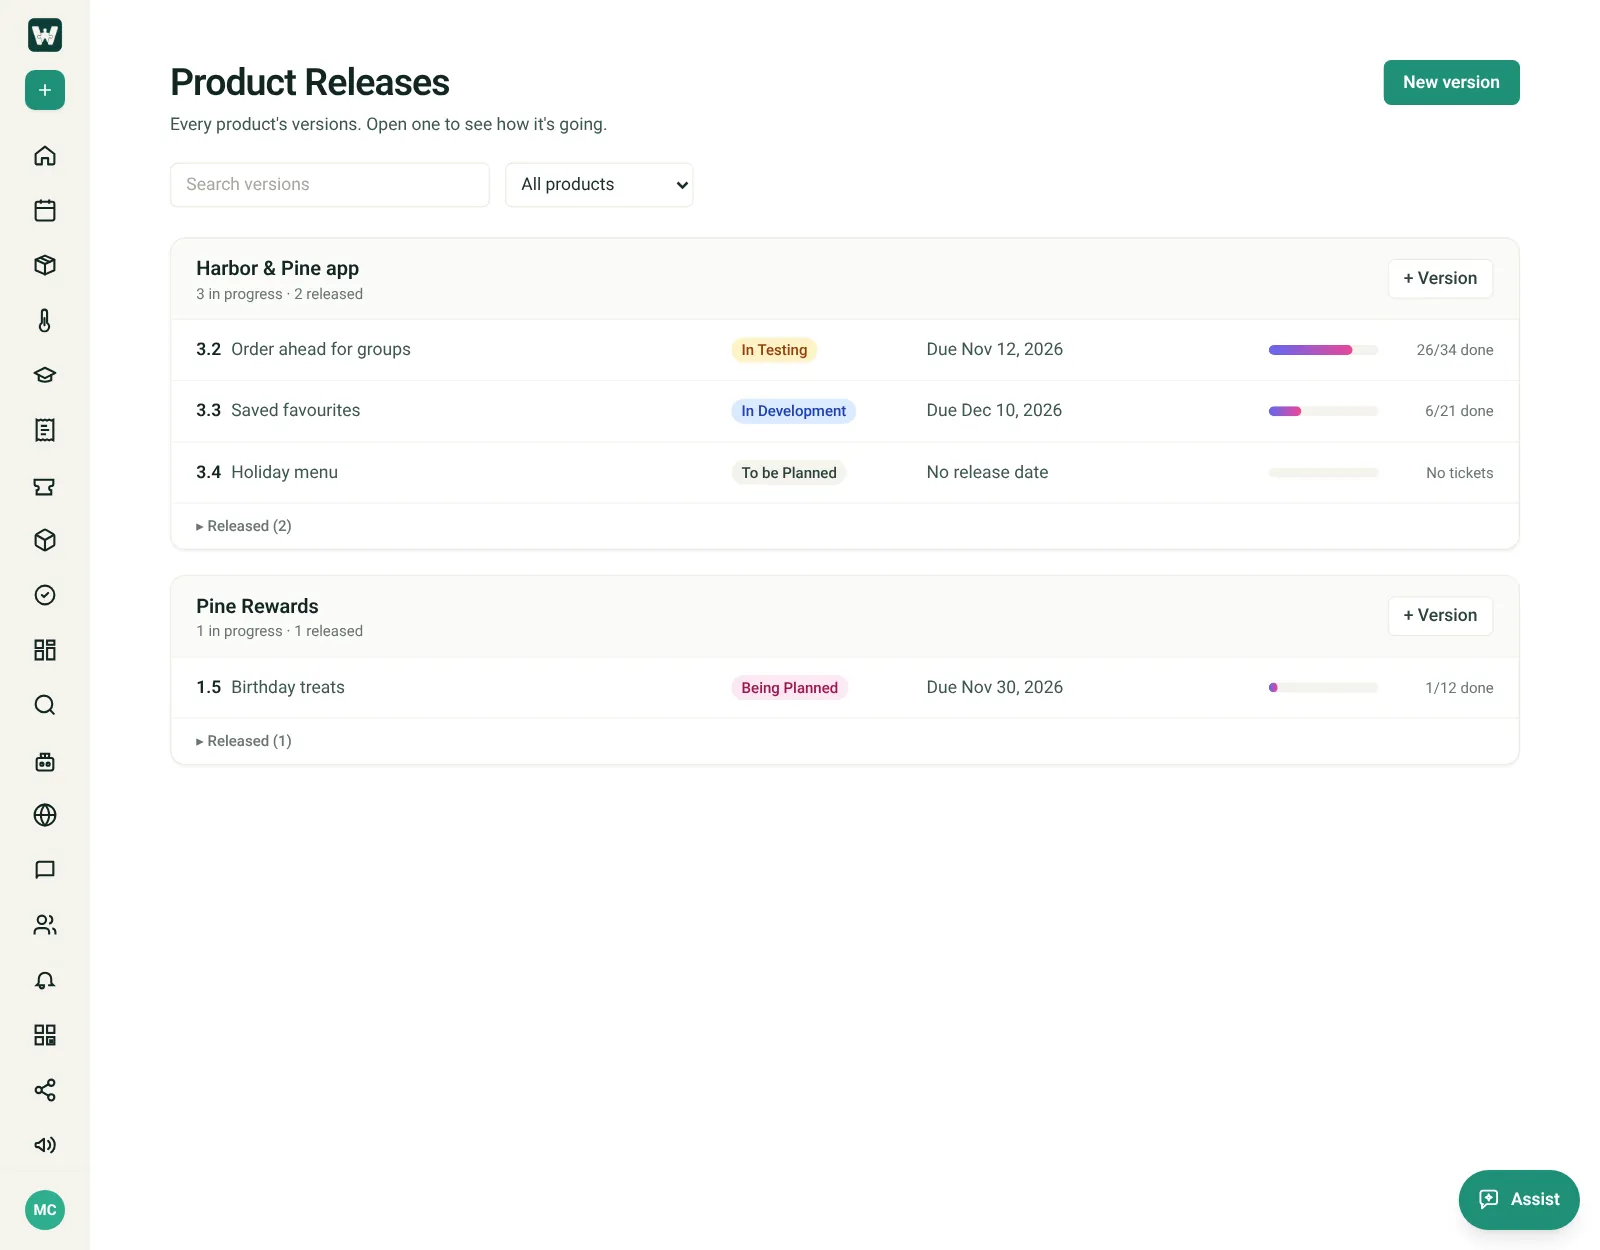 W
Product Releases
New version
Every product's versions. Open one to see how it's going.
Search versions
All products
Harbor & Pine app
3 in progress · 2 released
+ Version
3.2 Order ahead for groups In Testing Due Nov 12, 2026 26/34 done
3.3 Saved favourites In Development Due Dec 10, 2026 6/21 done
3.4 Holiday menu To be Planned No release date No tickets
▸ Released (2)
Pine Rewards
1 in progress · 1 released
+ Version
1.5 Birthday treats Being Planned Due Nov 30, 2026 1/12 done
▸ Released (1)
MC
Assist